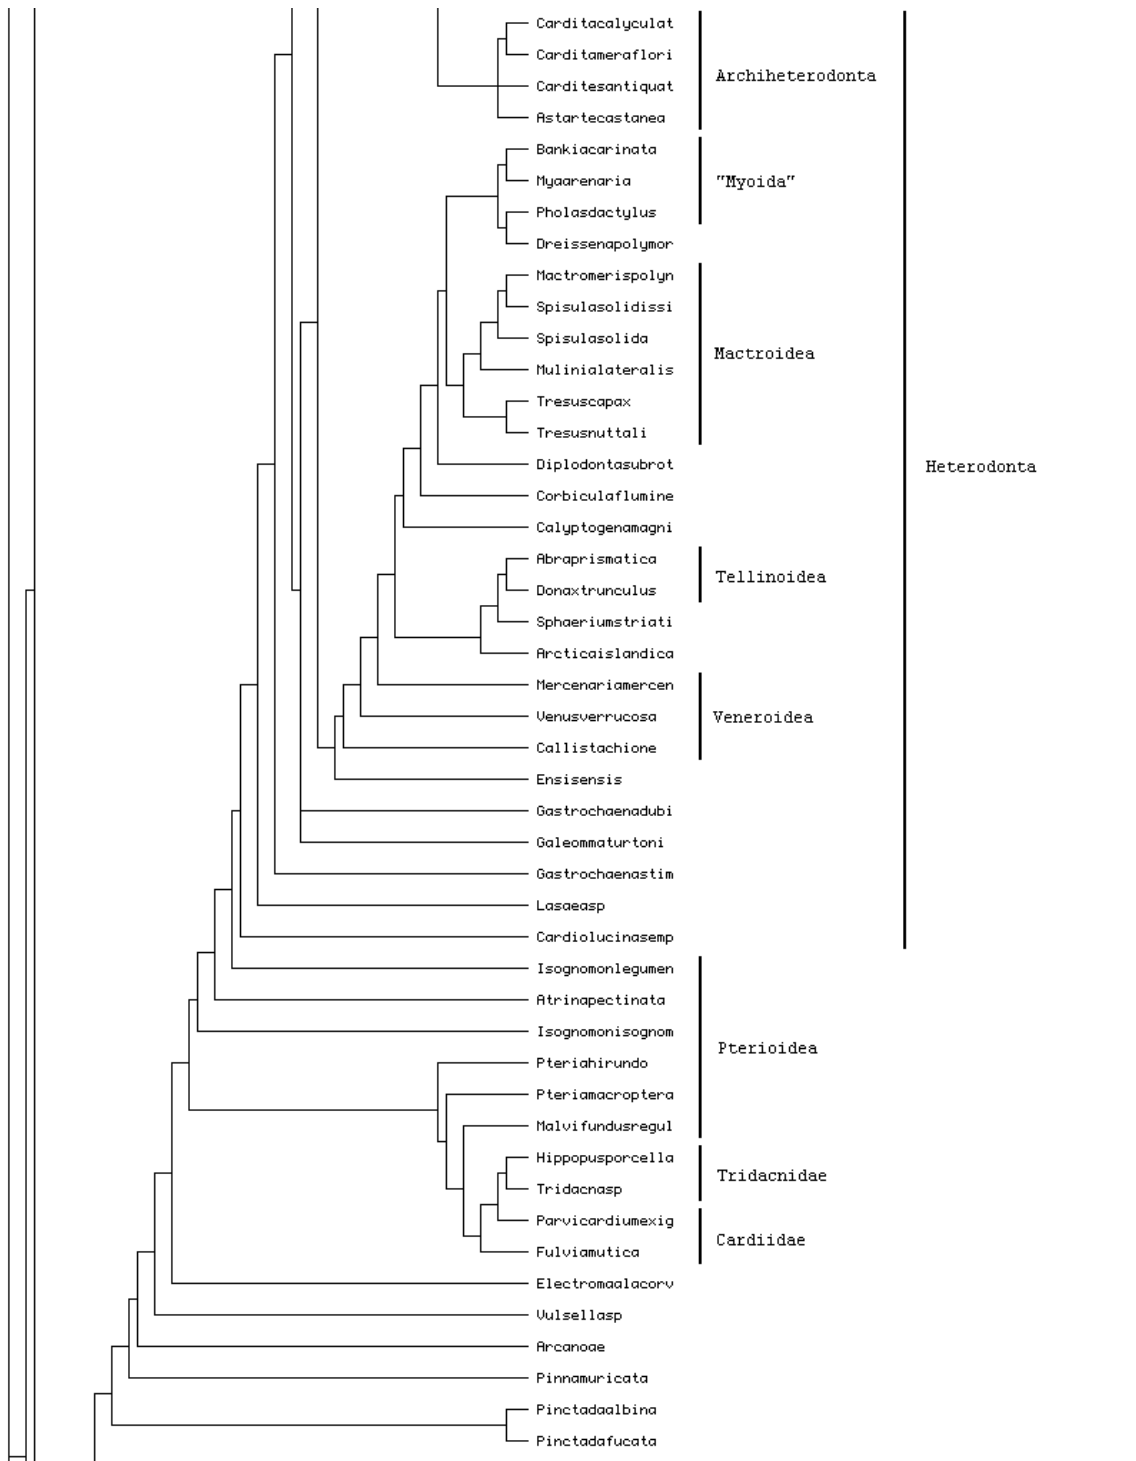 Carditacalyculat
Carditameraflori
Archiheterodonta
Carditesantiquat
Astartecastanea
Bankiacarinata
"Myoida"
Myaarenaria
Pholasdactylus
Dreissenapolymor
Mactromerispolyn
Spisulasolidissi
Spisulasolida
Mactroidea
Mulinialateralis
Tresuscapax
Tresusnuttali
Diplodontasubrot
Heterodonta
Corbiculaflumine
Calyptogenamagni
Abraprismatica
Tellinoidea
Donaxtrunculus
Sphaeriumstriati
Arcticaislandica
Mercenariamercen
Venusverrucosa
Veneroidea
Callistachione
Ensisensis
Gastrochaenadubi
Galeommaturtoni
Gastrochaenastim
Lasaeasp
Cardiolucinasemp
Isognomonlegumen
Atrinapectinata
Isognomonisognom
Pterioidea
Pteriahirundo
Pteriamacroptera
Malvifundusregul
Hippopusporcella
Tridacnidae
Tridacnasp
Parvicardiumexig
Cardiidae
Fulviamutica
Electromaalacorv
Vulsellasp
Arcanoae
Pinnamuricata
Pinctadaalbina
Pinctadafucata